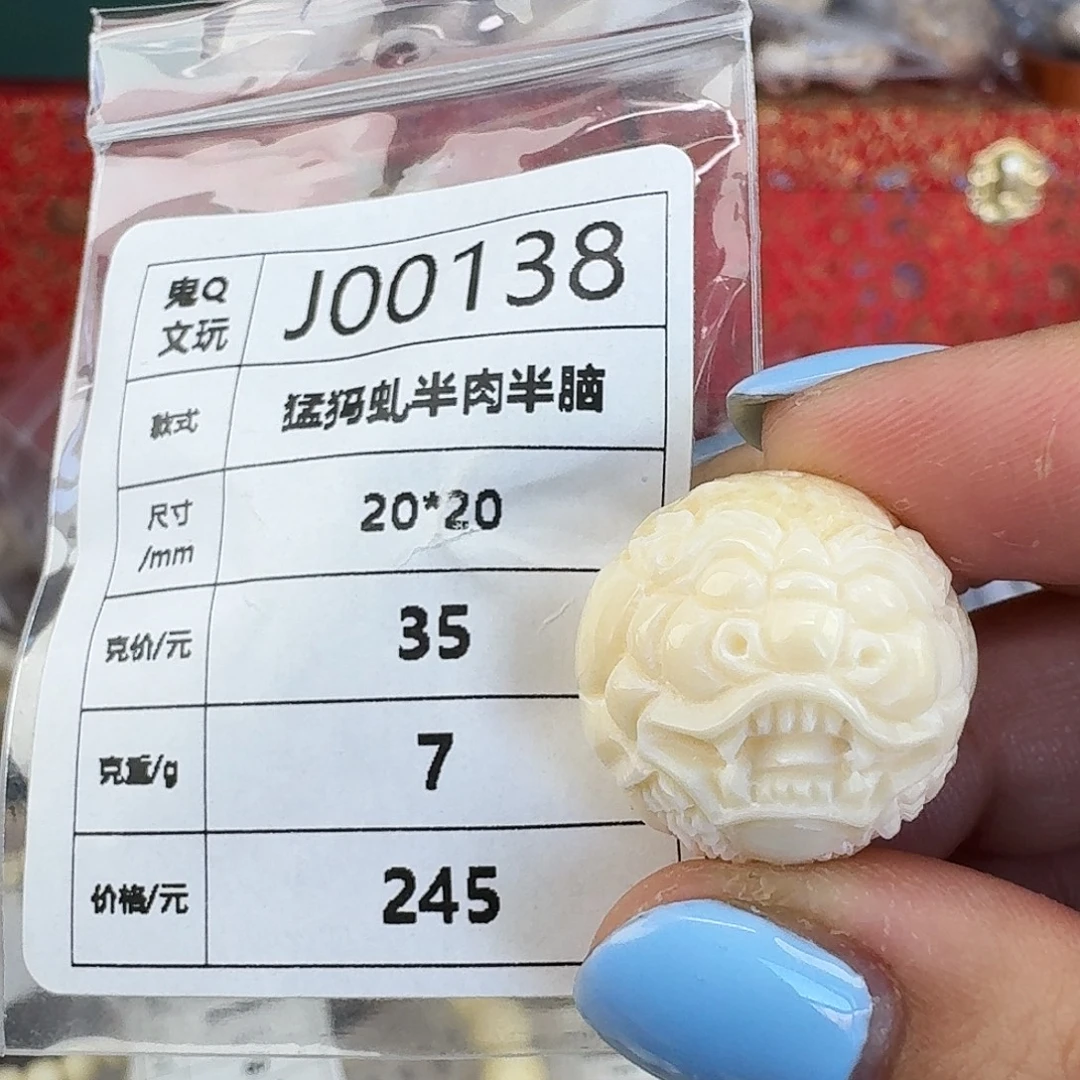 鬼Q
文玩
J00138
款式
猛犸虬半肉半脑
尺寸
/mm
20*20
克价/元
35
克重/g
7
价格/元
245